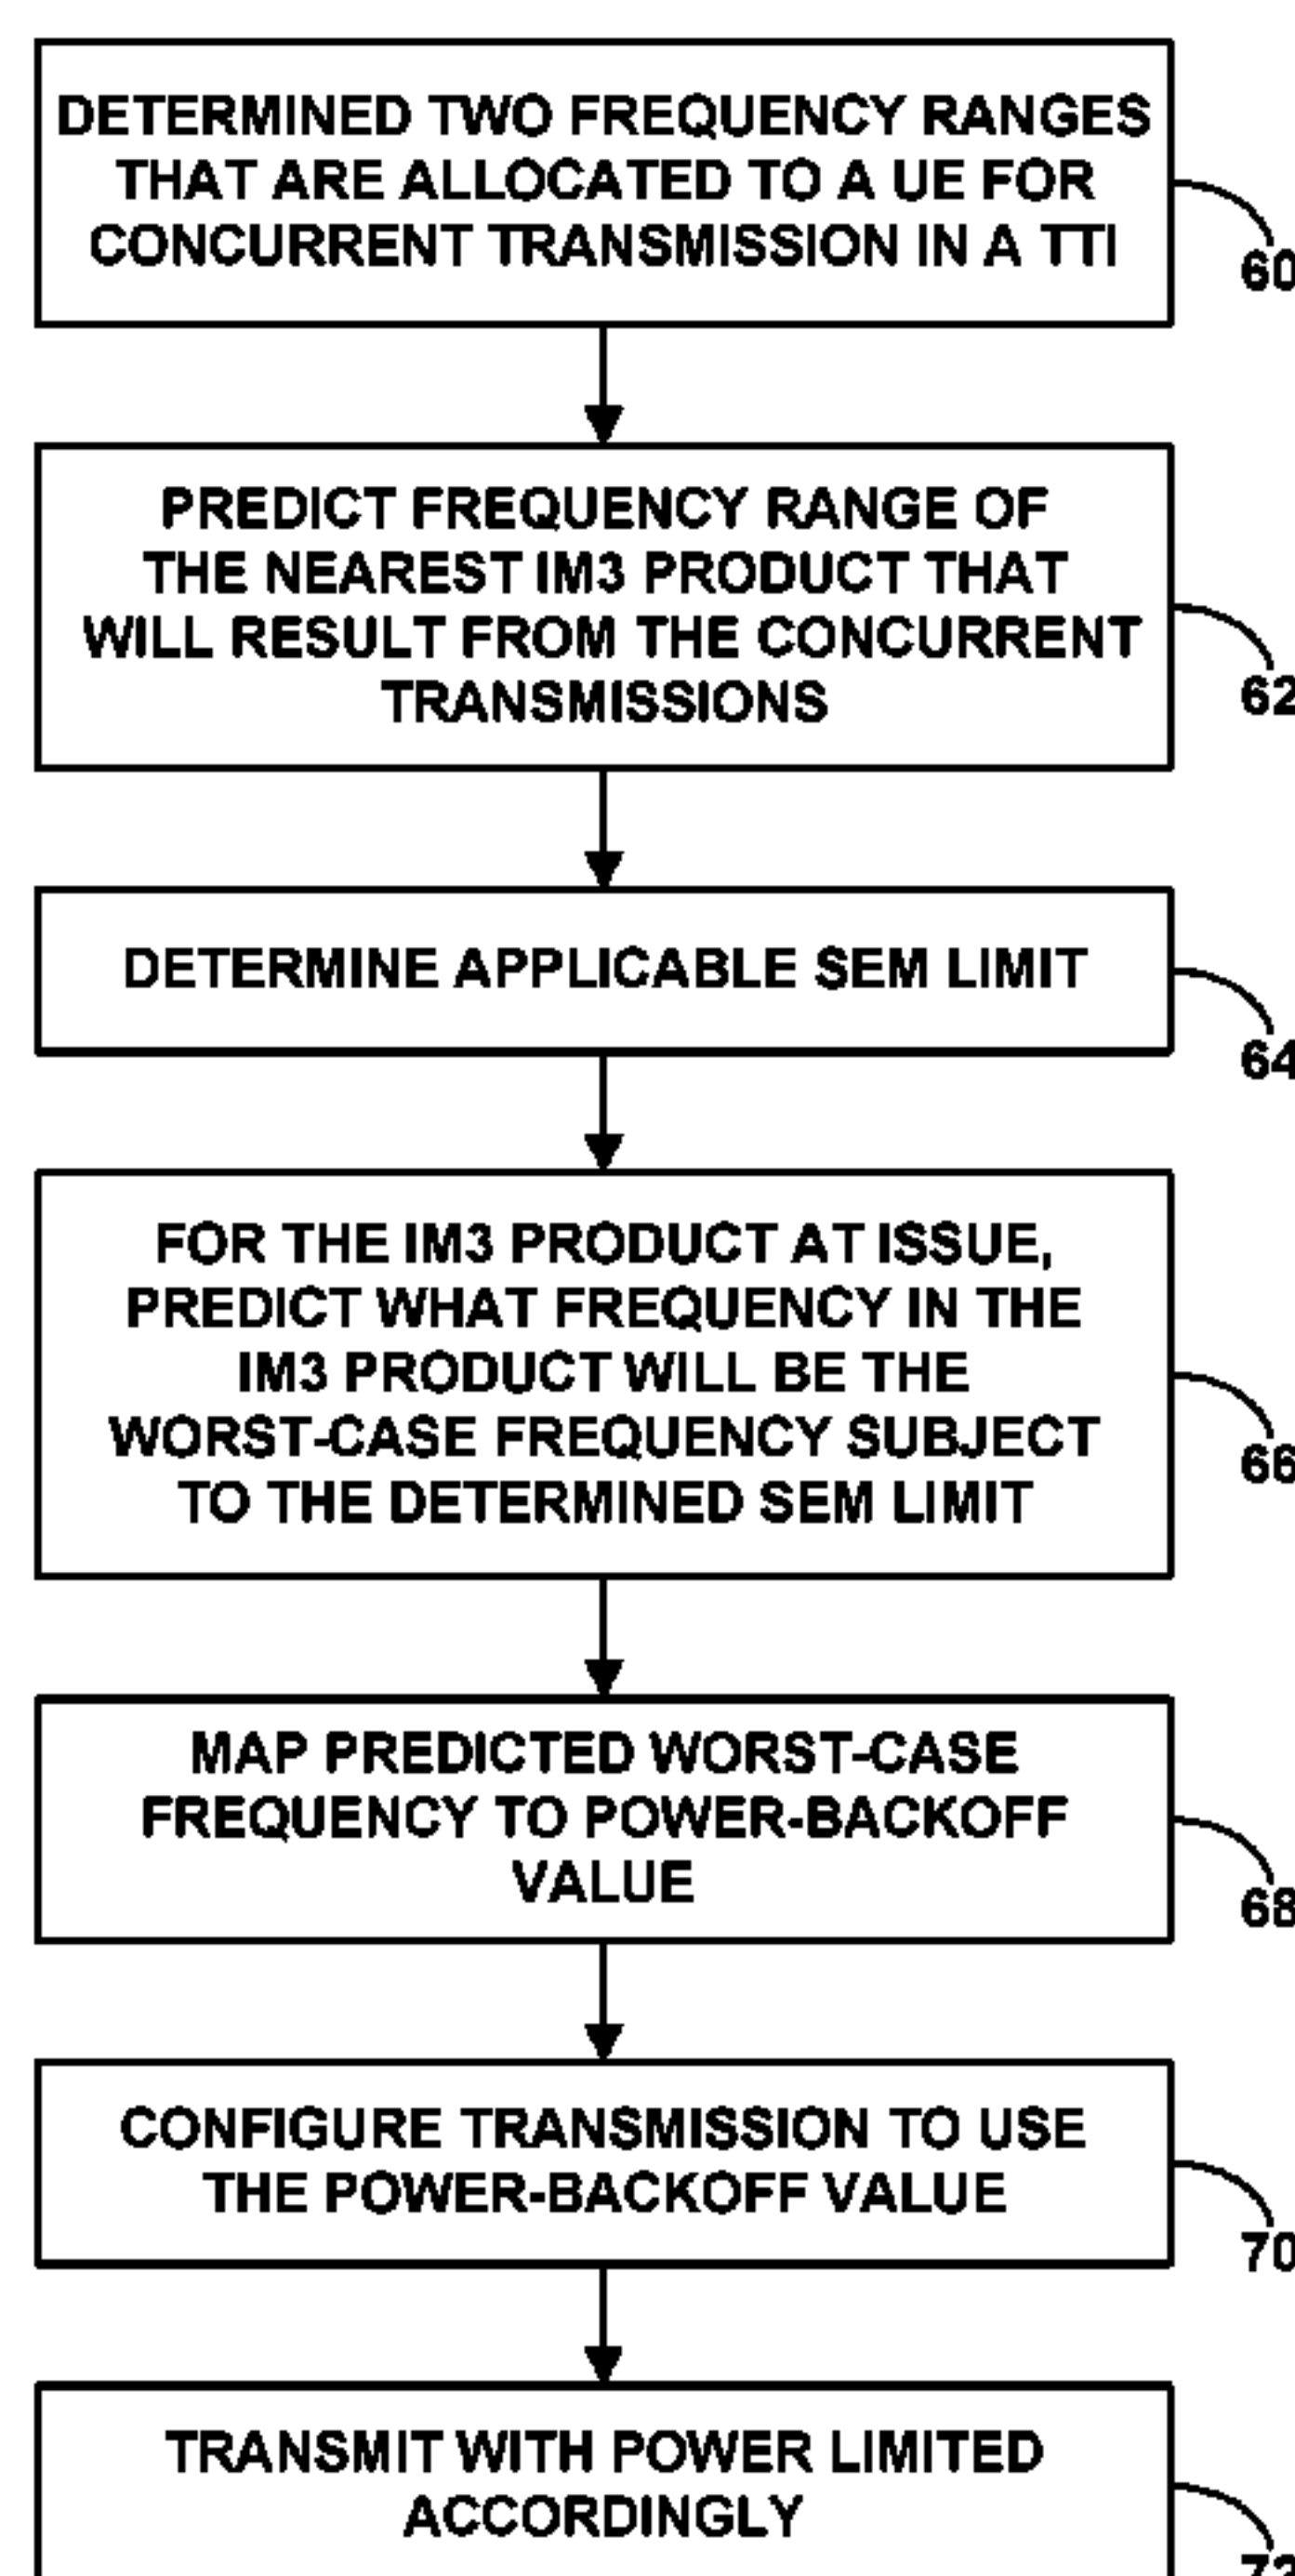 DETERMINED TWO FREQUENCY RANGES
THAT ARE ALLOCATED TO A UE FOR
CONCURRENT TRANSMISSION IN A TTI
60
PREDICT FREQUENCY RANGE OF
THE NEAREST IM3 PRODUCT THAT
WILL RESULT FROM THE CONCURRENT
TRANSMISSIONS
62
DETERMINE APPLICABLE SEM LIMIT
64
FOR THE IM3 PRODUCT AT ISSUE,
PREDICT WHAT FREQUENCY IN THE
IM3 PRODUCT WILL BE THE
WORST-CASE FREQUENCY SUBJECT
TO THE DETERMINED SEM LIMIT
66
MAP PREDICTED WORST-CASE
FREQUENCY TO POWER-BACKOFF
VALUE
68
CONFIGURE TRANSMISSION TO USE
THE POWER-BACKOFF VALUE
70
TRANSMIT WITH POWER LIMITED
ACCORDINGLY